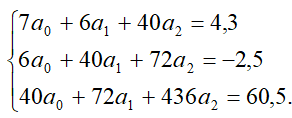 7a₀ + 6a₁ + 40a₂ = 4,3
6a₀ + 40a₁ + 72a₂ = −2,5
40a₀ + 72a₁ + 436a₂ = 60,5.